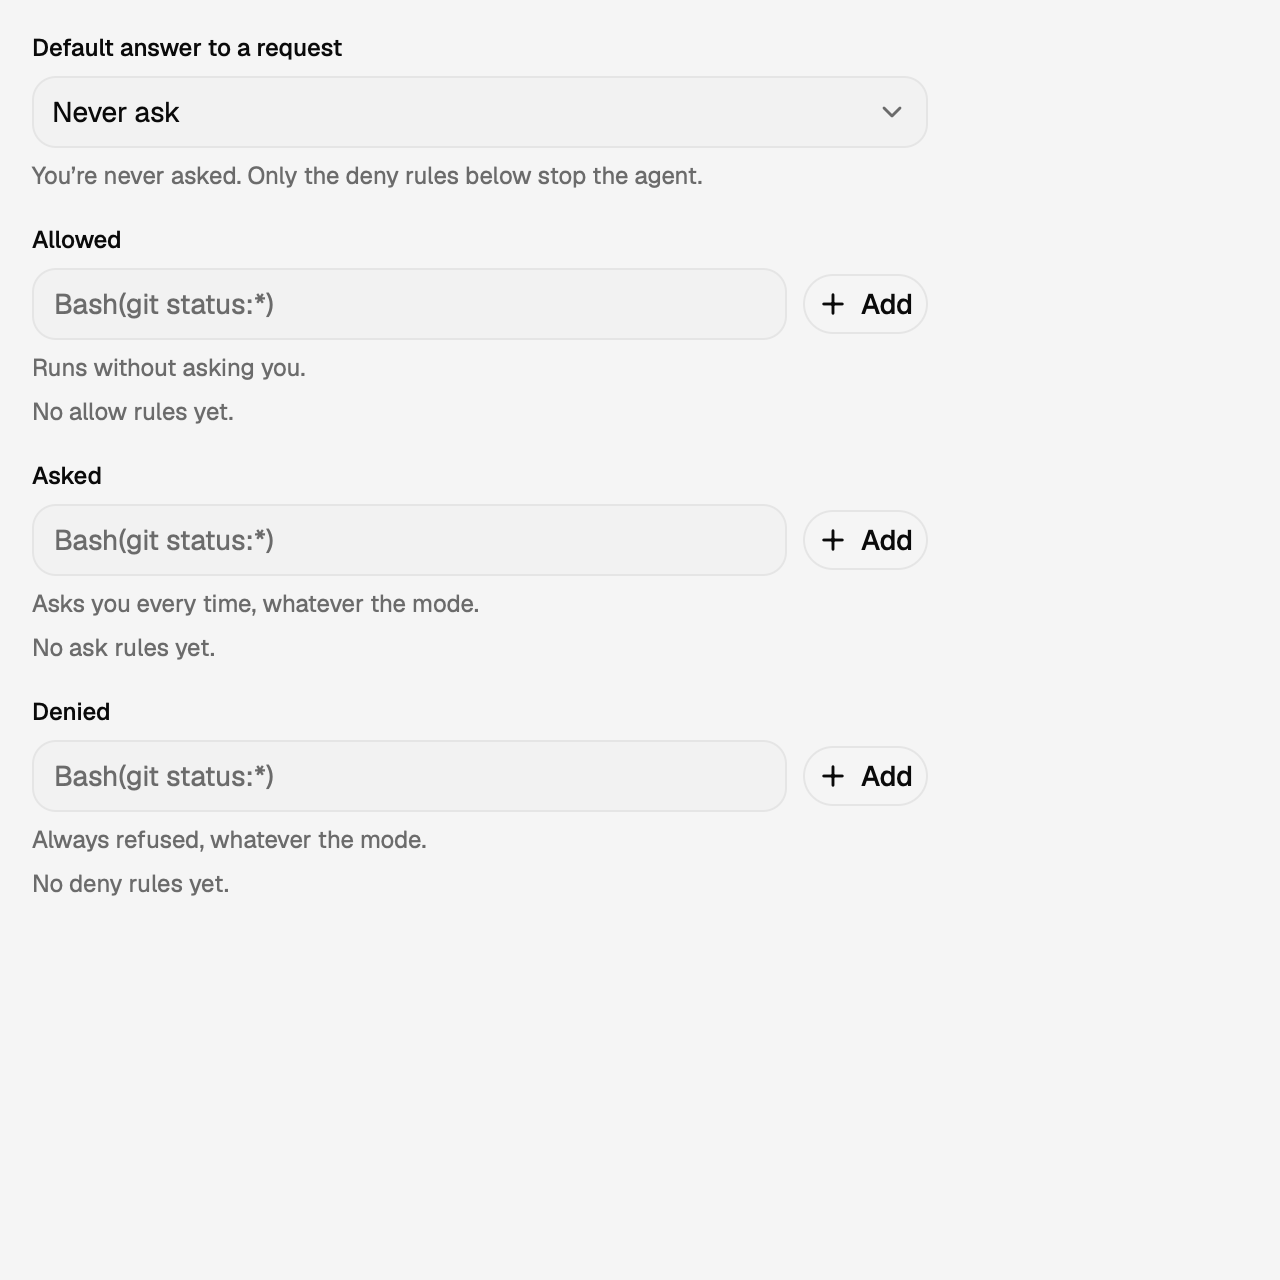 Default answer to a request
Never ask
You’re never asked. Only the deny rules below stop the agent.
Allowed
Bash(git status:*)
Add
Runs without asking you.
No allow rules yet.
Asked
Bash(git status:*)
Add
Asks you every time, whatever the mode.
No ask rules yet.
Denied
Bash(git status:*)
Add
Always refused, whatever the mode.
No deny rules yet.